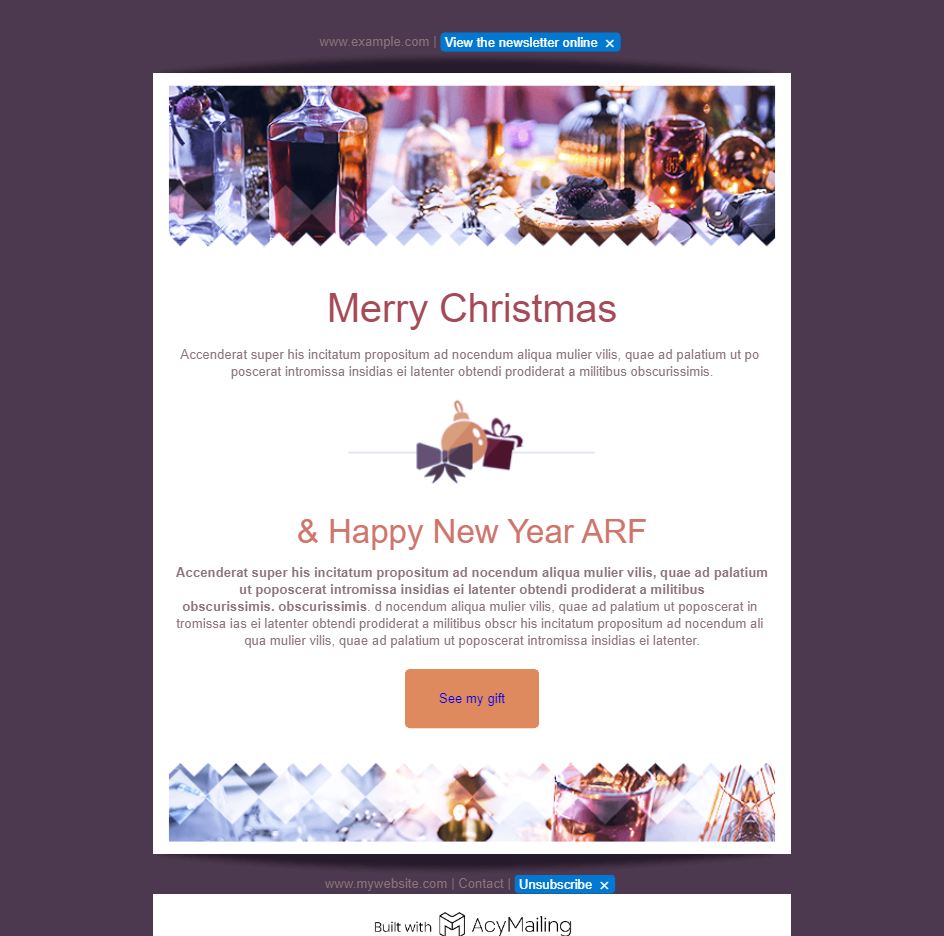 www.example.com | View the newsletter online ×
Merry Christmas
Accenderat super his incitatum propositum ad nocendum aliqua mulier vilis, quae ad palatium ut po
poscerat intromissa insidias ei latenter obtendi prodiderat a militibus obscurissimis.
& Happy New Year ARF
Accenderat super his incitatum propositum ad nocendum aliqua mulier vilis, quae ad palatium
ut poposcerat intromissa insidias ei latenter obtendi prodiderat a militibus
obscurissimis. obscurissimis. d nocendum aliqua mulier vilis, quae ad palatium ut poposcerat in
tromissa ias ei latenter obtendi prodiderat a militibus obscr his incitatum propositum ad nocendum ali
qua mulier vilis, quae ad palatium ut poposcerat intromissa insidias ei latenter.
See my gift
www.mywebsite.com | Contact | Unsubscribe ×
Built with AcyMailing